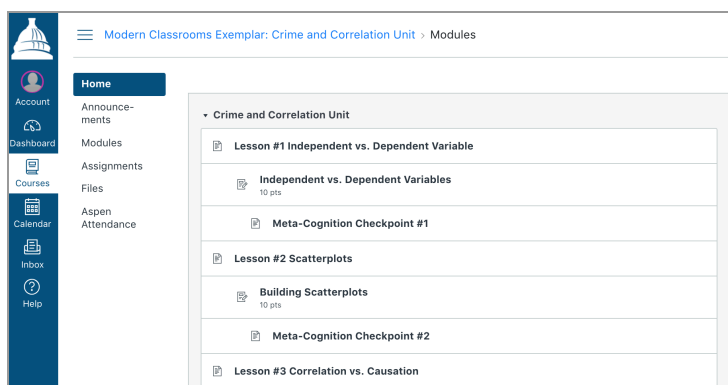 Modern Classrooms Exemplar: Crime and Correlation Unit › Modules
Account
Dashboard
Courses
Calendar
Inbox
Help
Home
Announce-
ments
Modules
Assignments
Files
Aspen
Attendance
Crime and Correlation Unit
Lesson #1 Independent vs. Dependent Variable
Independent vs. Dependent Variables
10 pts
Meta-Cognition Checkpoint #1
Lesson #2 Scatterplots
Building Scatterplots
10 pts
Meta-Cognition Checkpoint #2
Lesson #3 Correlation vs. Causation